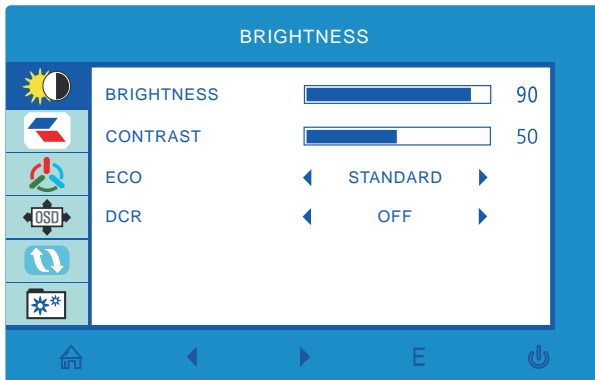 BRIGHTNESS
BRIGHTNESS 90
CONTRAST 50
ECO STANDARD
OSD DCR OFF
E